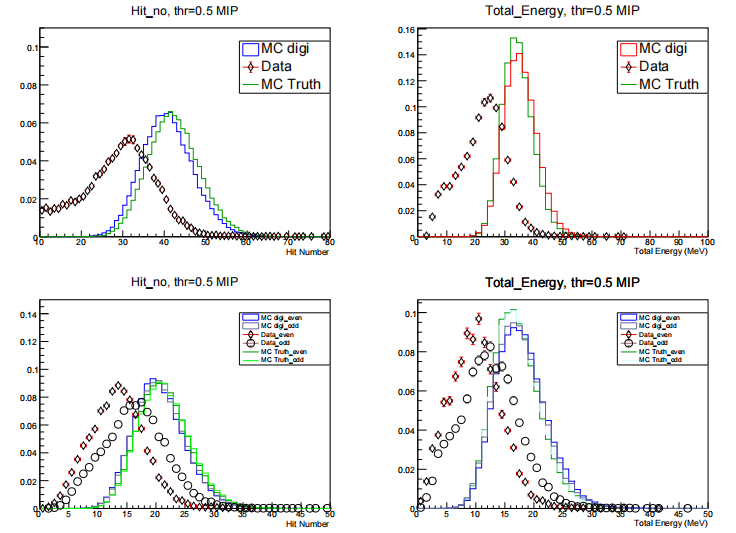 Hit_no, thr=0.5 MIP
0.1
0.08
0.06
0.04
0.02
0 10 20 30 40 50 60 70 80
Hit Number
MC digi
Data
MC Truth
Total_Energy, thr=0.5 MIP
0.16
0.14
0.12
0.1
0.08
0.06
0.04
0.02
0 10 20 30 40 50 60 70 80 90 100
Total Energy (MeV)
MC digi
Data
MC Truth
Hit_no, thr=0.5 MIP
0.14
0.12
0.1
0.08
0.06
0.04
0.02
0 5 10 15 20 25 30 35 40 45 50
Hit Number
MC digi_even
MC digi_odd
Data_even
Data_odd
MC Truth_even
MC Truth_odd
Total_Energy, thr=0.5 MIP
0.1
0.08
0.06
0.04
0.02
0 5 10 15 20 25 30 35 40 45 50
Total Energy (MeV)
MC digi_even
MC digi_odd
Data_even
Data_odd
MC Truth_even
MC Truth_odd